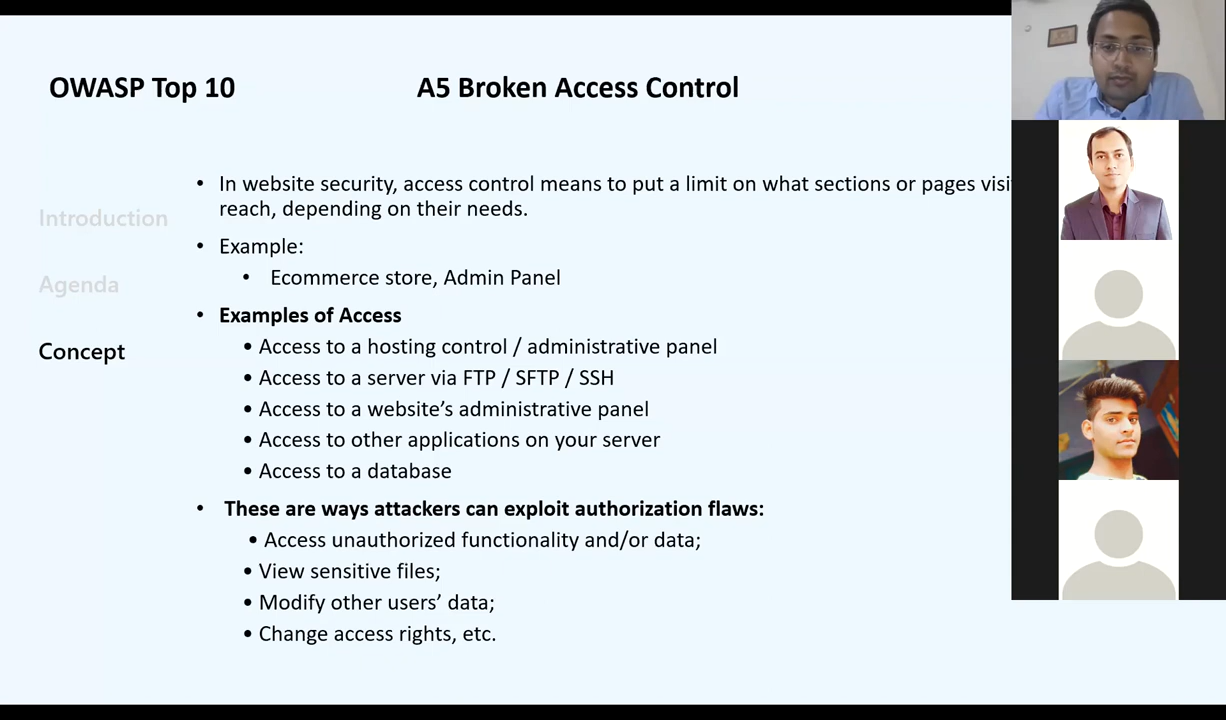 OWASP Top 10
A5 Broken Access Control
Introduction
Agenda
Concept
• In website security, access control means to put a limit on what sections or pages
reach, depending on their needs.
• Example:
• Ecommerce store, Admin Panel
• Examples of Access
• Access to a hosting control / administrative panel
• Access to a server via FTP / SFTP / SSH
• Access to a website’s administrative panel
• Access to other applications on your server
• Access to a database
• These are ways attackers can exploit authorization flaws:
• Access unauthorized functionality and/or data;
• View sensitive files;
• Modify other users’ data;
• Change access rights, etc.